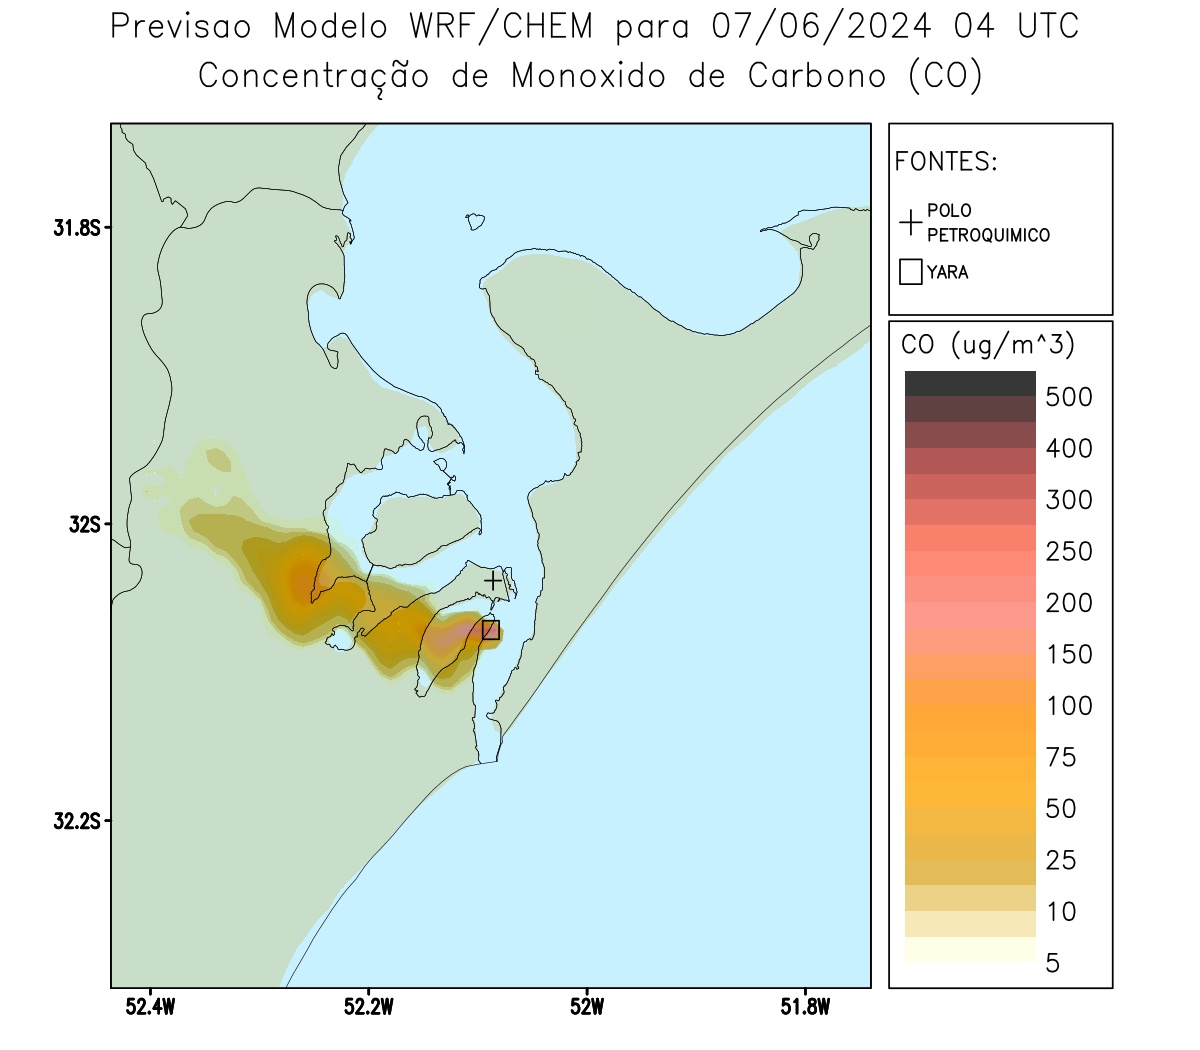 Previsao Modelo WRF/CHEM para 07/06/2024 04 UTC
Concentração de Monoxido de Carbono (CO)
FONTES:
POLO
PETROQUIMICO
YARA
CO (ug/m^3)
500
400
300
250
200
150
100
75
50
25
10
5
31.8S
32S
32.2S
52.4W
52.2W
52W
51.8W